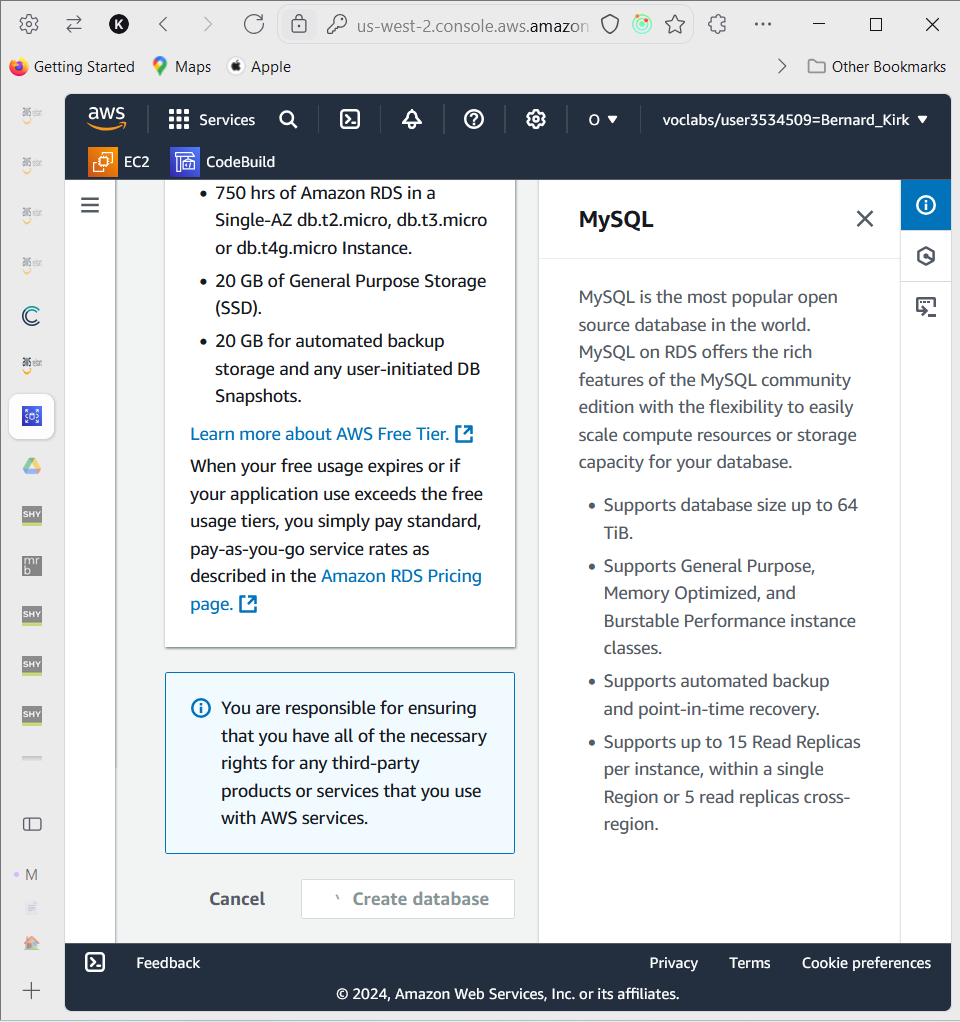 K
us-west-2.console.aws.amazon
Getting Started
Maps
Apple
Other Bookmarks
aws
Services
O
voclabs/user3534509=Bernard_Kirk
EC2
CodeBuild
• 750 hrs of Amazon RDS in a
Single-AZ db.t2.micro, db.t3.micro
or db.t4g.micro Instance.
• 20 GB of General Purpose Storage
(SSD).
• 20 GB for automated backup
storage and any user-initiated DB
Snapshots.
Learn more about AWS Free Tier.
When your free usage expires or if
your application use exceeds the free
usage tiers, you simply pay standard,
pay-as-you-go service rates as
described in the Amazon RDS Pricing
page.
You are responsible for ensuring
that you have all of the necessary
rights for any third-party
products or services that you use
with AWS services.
Cancel
Create database
MySQL
MySQL is the most popular open
source database in the world.
MySQL on RDS offers the rich
features of the MySQL community
edition with the flexibility to easily
scale compute resources or storage
capacity for your database.
• Supports database size up to 64
TiB.
• Supports General Purpose,
Memory Optimized, and
Burstable Performance instance
classes.
• Supports automated backup
and point-in-time recovery.
• Supports up to 15 Read Replicas
per instance, within a single
Region or 5 read replicas cross-
region.
SHY
mr
b
SHY
SHY
SHY
M
Feedback
Privacy
Terms
Cookie preferences
© 2024, Amazon Web Services, Inc. or its affiliates.